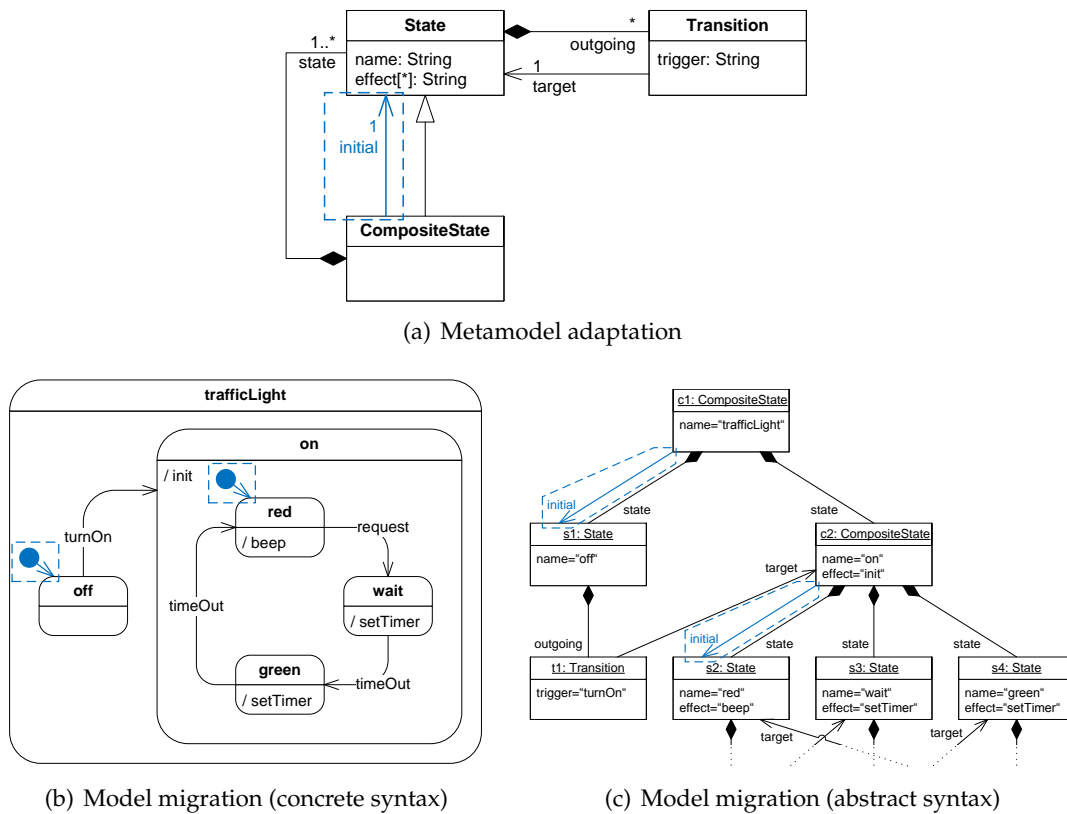 State
Transition
1..*
state
name: String
effect[*]: String
*
outgoing
trigger: String
1
target
1
initial
CompositeState
(a) Metamodel adaptation
trafficLight
on
/ init
red
/ beep
request
turnOn
off
timeOut
wait
/ setTimer
green
/ setTimer
timeOut
(b) Model migration (concrete syntax)
c1: CompositeState
name="trafficLight"
initial
state
state
s1: State
name="off"
c2: CompositeState
name="on"
effect="init"
target
outgoing
initial
state
state
state
t1: Transition
trigger="turnOn"
s2: State
name="red"
effect="beep"
s3: State
name="wait"
effect="setTimer"
s4: State
name="green"
effect="setTimer"
target
target
(c) Model migration (abstract syntax)